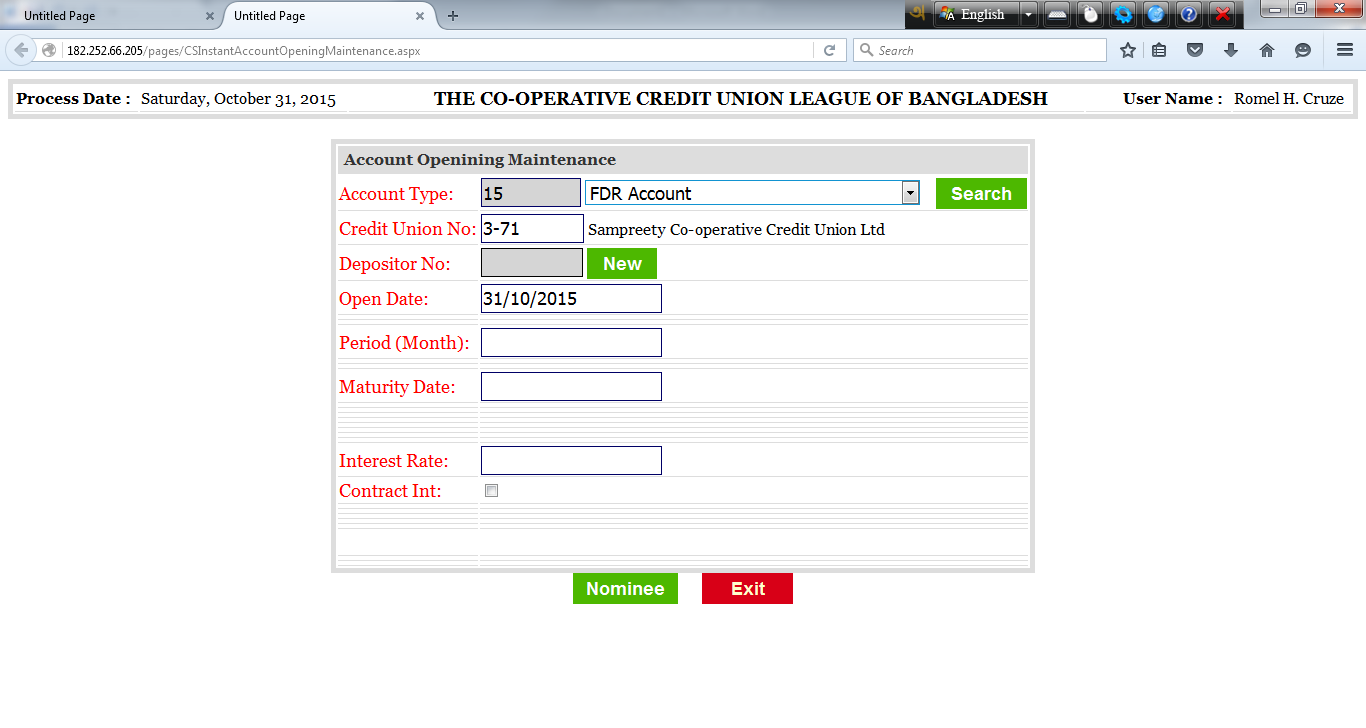 Untitled Page
Untitled Page
English
182.252.66.205/pages/CSInstantAccountOpeningMaintenance.aspx
Search
Process Date : Saturday, October 31, 2015 THE CO-OPERATIVE CREDIT UNION LEAGUE OF BANGLADESH User Name : Romel H. Cruze
Account Openining Maintenance
Account Type: 15 FDR Account Search
Credit Union No: 3-71 Sampreety Co-operative Credit Union Ltd
Depositor No: New
Open Date: 31/10/2015
Period (Month):
Maturity Date:
Interest Rate:
Contract Int:
Nominee Exit